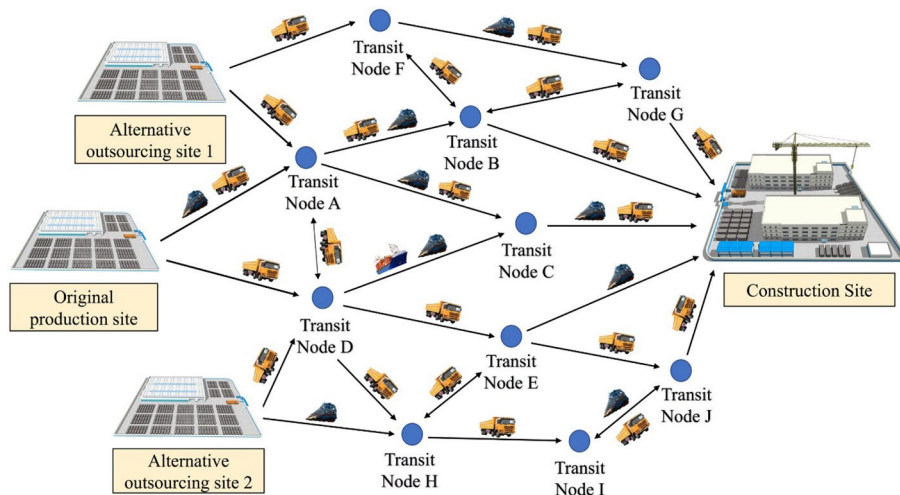 Transit
Node F
Transit
Node G
Alternative
outsourcing site 1
Transit
Node B
Transit
Node A
Transit
Node C
Original
production site
Construction Site
Transit
Node D
Transit
Node E
Transit
Node J
Alternative
outsourcing site 2
Transit
Node H
Transit
Node I